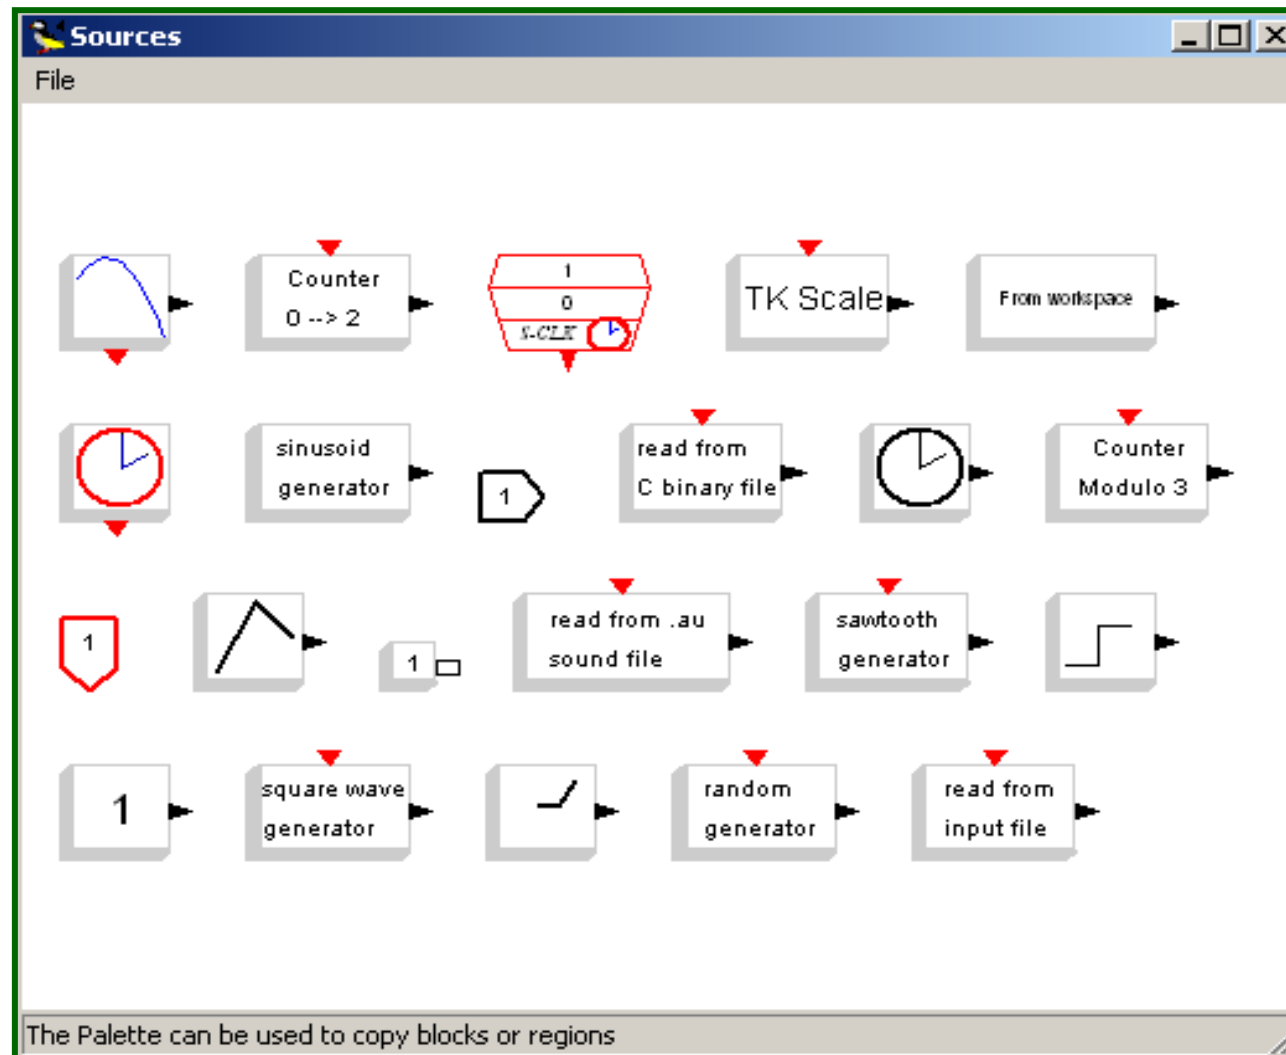 Sources
File
Counter
0 --> 2
1
0
S-CLK
TK Scale
From workspace
sinusoid
generator
1
read from
C binary file
Counter
Modulo 3
1
1
read from .au
sound file
sawtooth
generator
1
square wave
generator
random
generator
read from
input file
The Palette can be used to copy blocks or regions